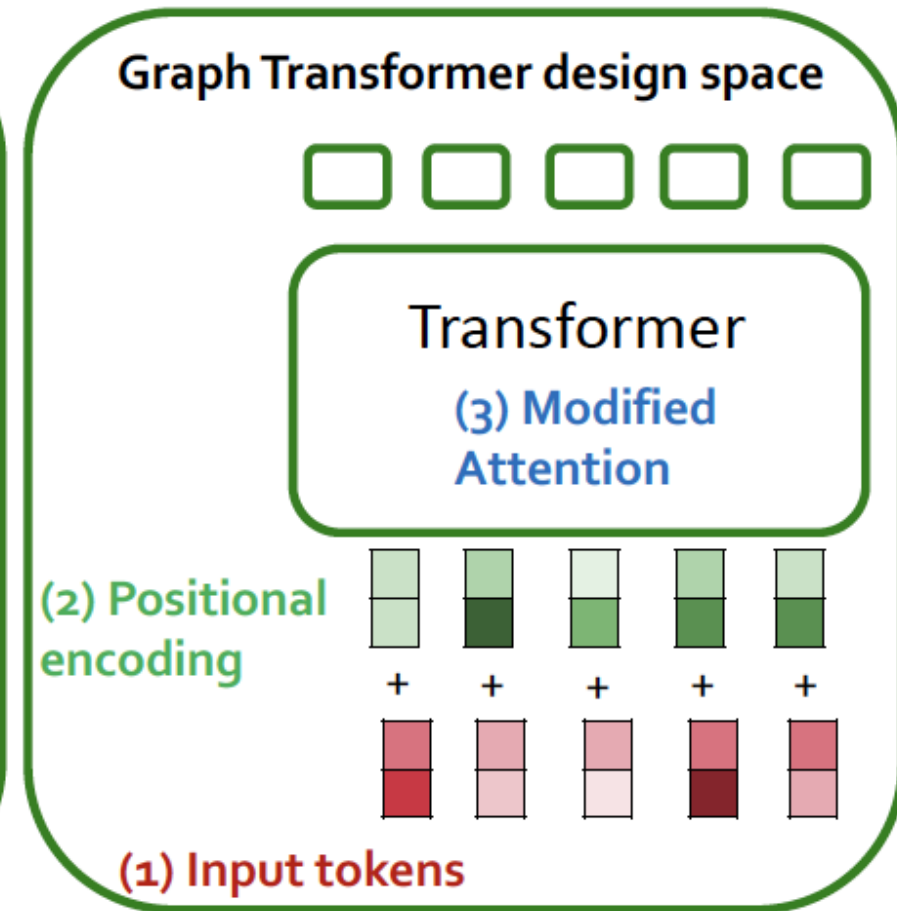 Graph Transformer design space
Transformer
(3) Modified
Attention
(2) Positional
encoding
+ + + + +
(1) Input tokens